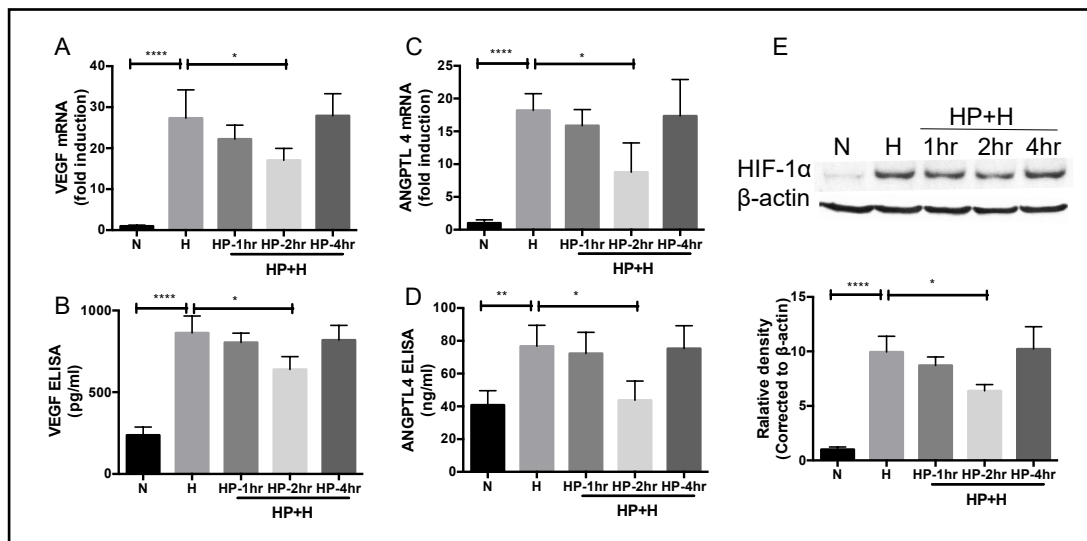 A
****
*
VEGF mRNA
(fold induction)
40
30
20
10
0
N H HP-1hr HP-2hr HP-4hr
HP+H
C
****
*
ANGPTL 4 mRNA
(fold induction)
25
20
15
10
5
0
N H HP-1hr HP-2hr HP-4hr
HP+H
E
HP+H
N H 1hr 2hr 4hr
HIF-1α
β-actin
B
****
*
VEGF ELISA
(pg/ml)
1000
500
0
N H HP-1hr HP-2hr HP-4hr
HP+H
D
**
*
ANGPTL4 ELISA
(ng/ml)
100
80
60
40
20
0
N H HP-1hr HP-2hr HP-4hr
HP+H
****
*
Ralative density
(Corrected to β-actin)
15
10
5
0
N H HP-1hr HP-2hr HP-4hr
HP+H